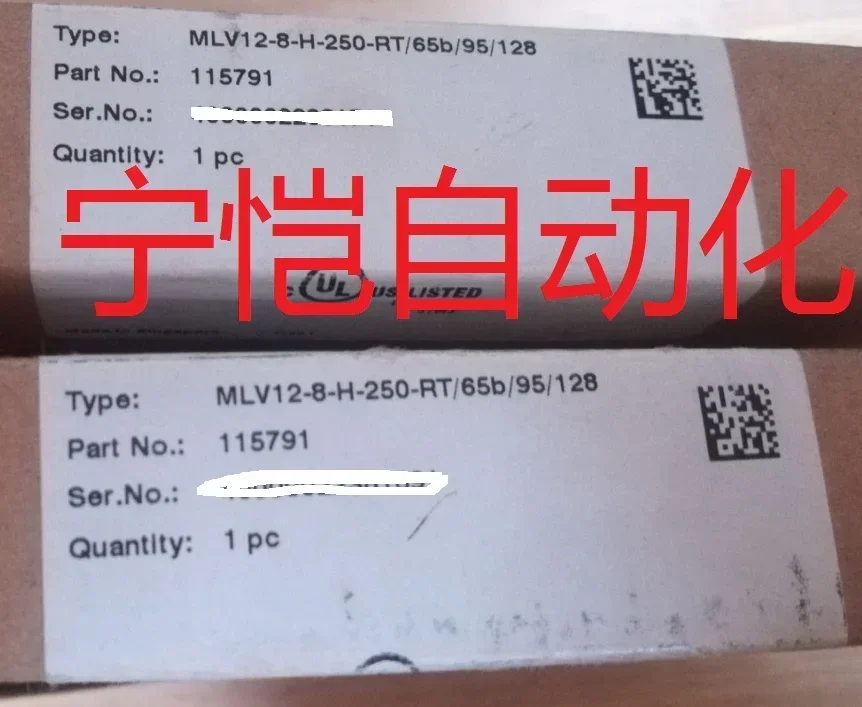 Type: MLV12-8-H-250-RT/65b/95/128
Part No.: 115791
Ser.No.:
Quantity: 1 pc
宁恺自动化
c UL US LISTED
Type: MLV12-8-H-250-RT/65b/95/128
Part No.: 115791
Ser.No.:
Quantity: 1 pc